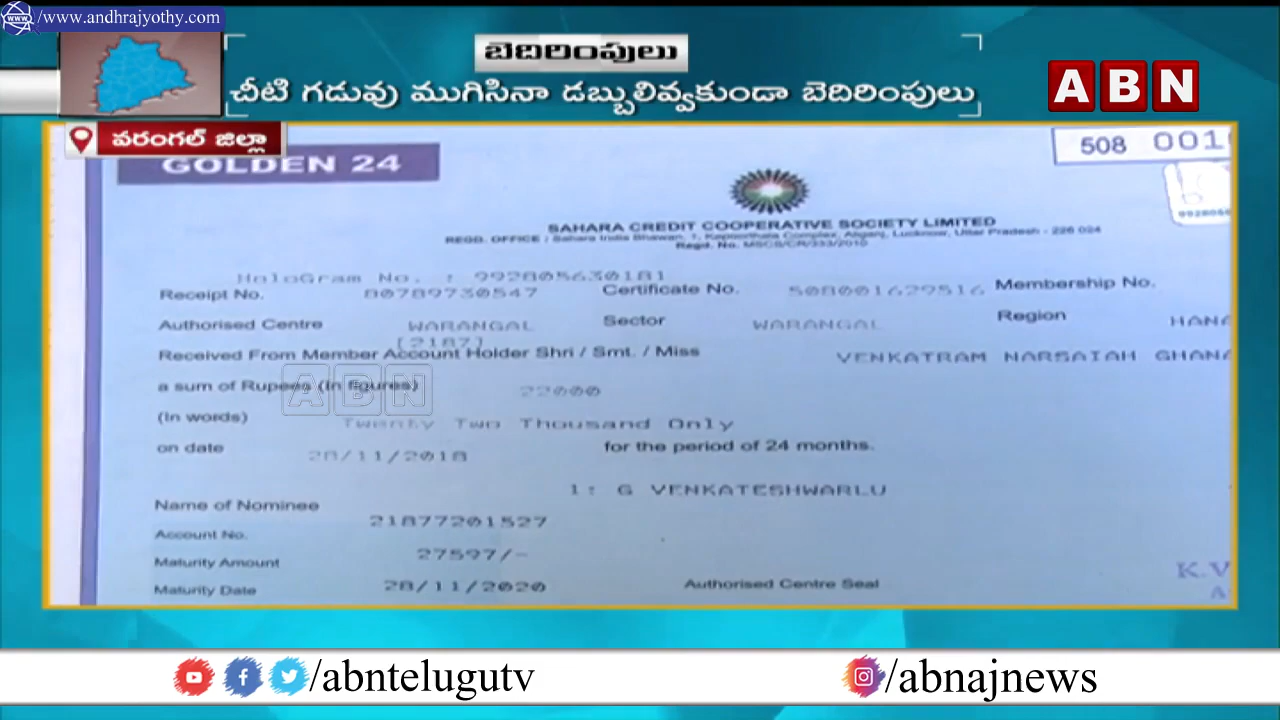 www /www.andhrajyothy.com
బెదిరింపులు
చీటి గడువు ముగిసినా డబ్బులివ్వకుండా బెదిరింపులు
ABN
వరంగల్ జిల్లా
GOLDEN 24
508 001
SAHARA CREDIT COOPERATIVE SOCIETY LIMITED
REGD. OFFICE : Sahara India Bhawan, 1, Kapoorthala Complex, Aliganj, Lucknow, Uttar Pradesh - 226 024
Regd. No. MSCS/CR/333/2010
HoloGram No. : 992805630181
Receipt No. 80789730547 Certificate No. 508001629516 Membership No.
Authorised Centre WARANGAL Sector WARANGAL Region HANA
[2187]
Received From Member Account Holder Shri / Smt. / Miss VENKATRAM NARSAIAH GHANA
a sum of Rupees (In figures) 22000
ABN
(In words) Twenty Two Thousand Only
on date 28/11/2018 for the period of 24 months.
1: G VENKATESHWARLU
Name of Nominee
Account No. 21877201527
Maturity Amount 27597/-
Maturity Date 28/11/2020 Authorised Centre Seal
K.V
A
/abntelugutv
/abnajnews